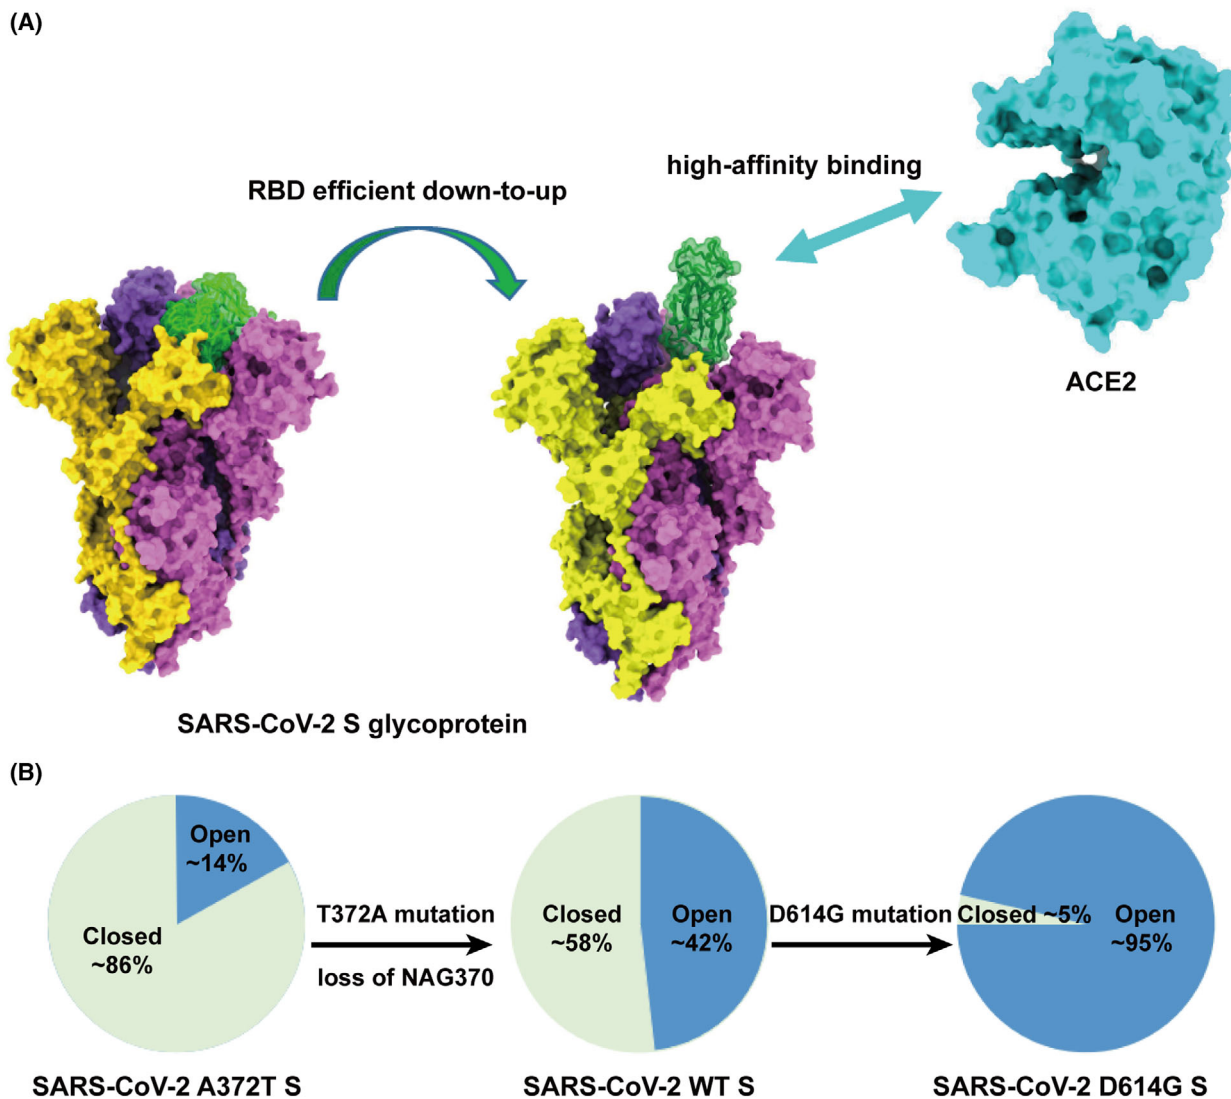 (A)
RBD efficient down-to-up
high-affinity binding
ACE2
SARS-CoV-2 S glycoprotein
(B)
Open
~14%
Closed
~86%
T372A mutation
loss of NAG370
Closed
~58%
Open
~42%
D614G mutation
Closed ~5%
Open
~95%
SARS-CoV-2 A372T S
SARS-CoV-2 WT S
SARS-CoV-2 D614G S